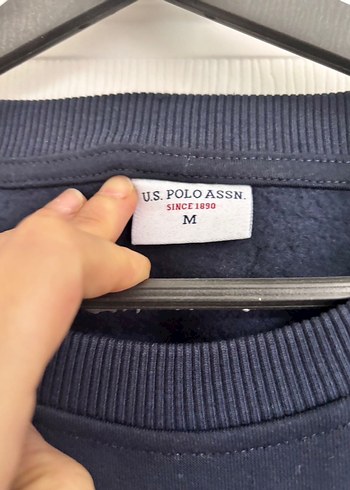 U.S. POLO ASSN.
SINCE 1890
M